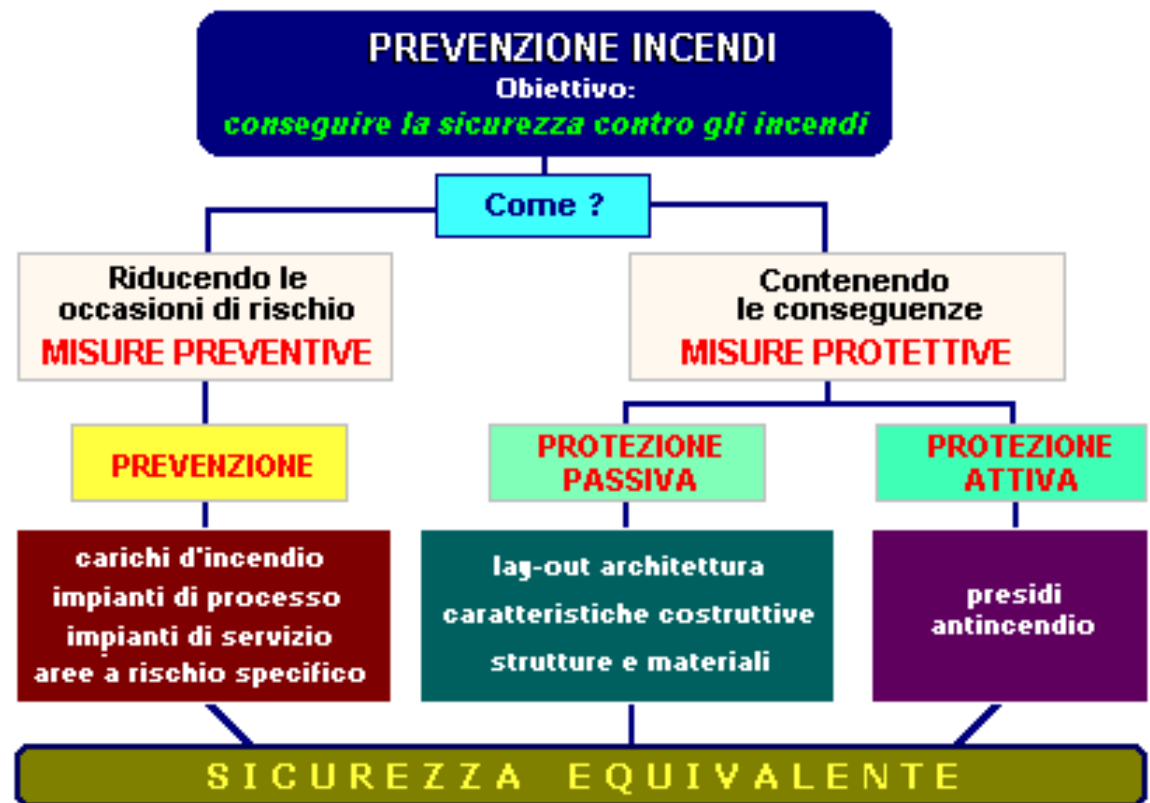 PREVENZIONE INCENDI
Obiettivo:
conseguire la sicurezza contro gli incendi
Come ?
Riducendo le
occasioni di rischio
MISURE PREVENTIVE
Contenendo
le conseguenze
MISURE PROTETTIVE
PREVENZIONE
PROTEZIONE
PASSIVA
PROTEZIONE
ATTIVA
carichi d'incendio
impianti di processo
impianti di servizio
aree a rischio specifico
lay-out architettura
caratteristiche costruttive
strutture e materiali
presidi
antincendio
SICUREZZA EQUIVALENTE